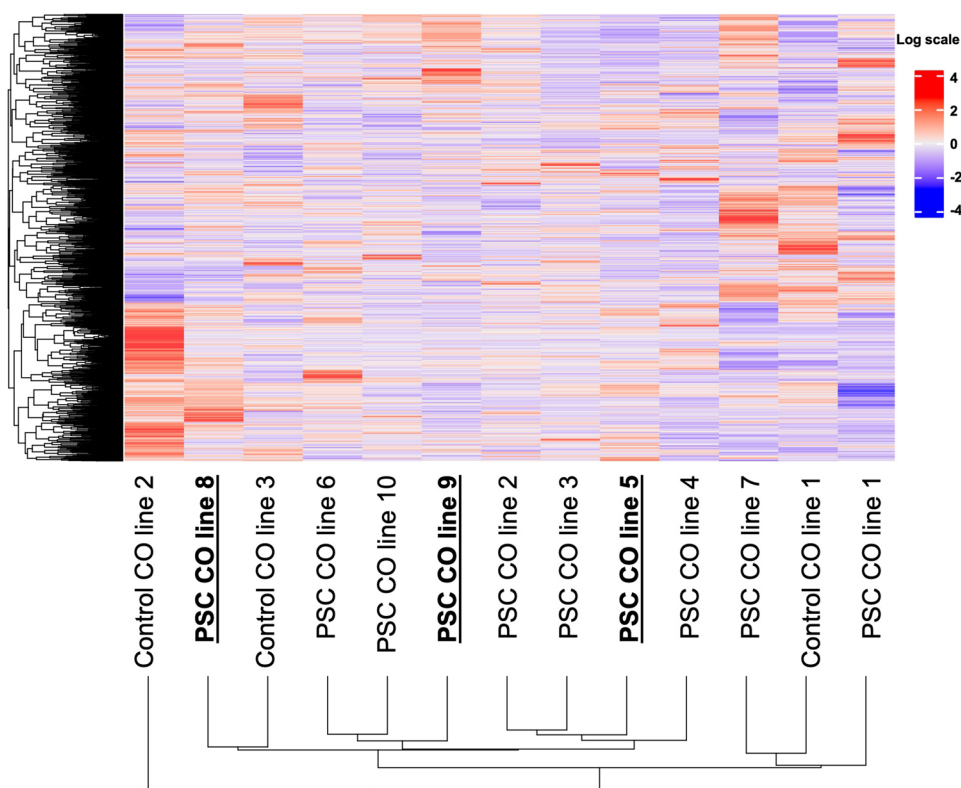 Log scale
4
2
0
-2
-4
Control CO line 2
PSC CO line 8
Control CO line 3
PSC CO line 6
PSC CO line 10
PSC CO line 9
PSC CO line 2
PSC CO line 3
PSC CO line 5
PSC CO line 4
PSC CO line 7
Control CO line 1
PSC CO line 1